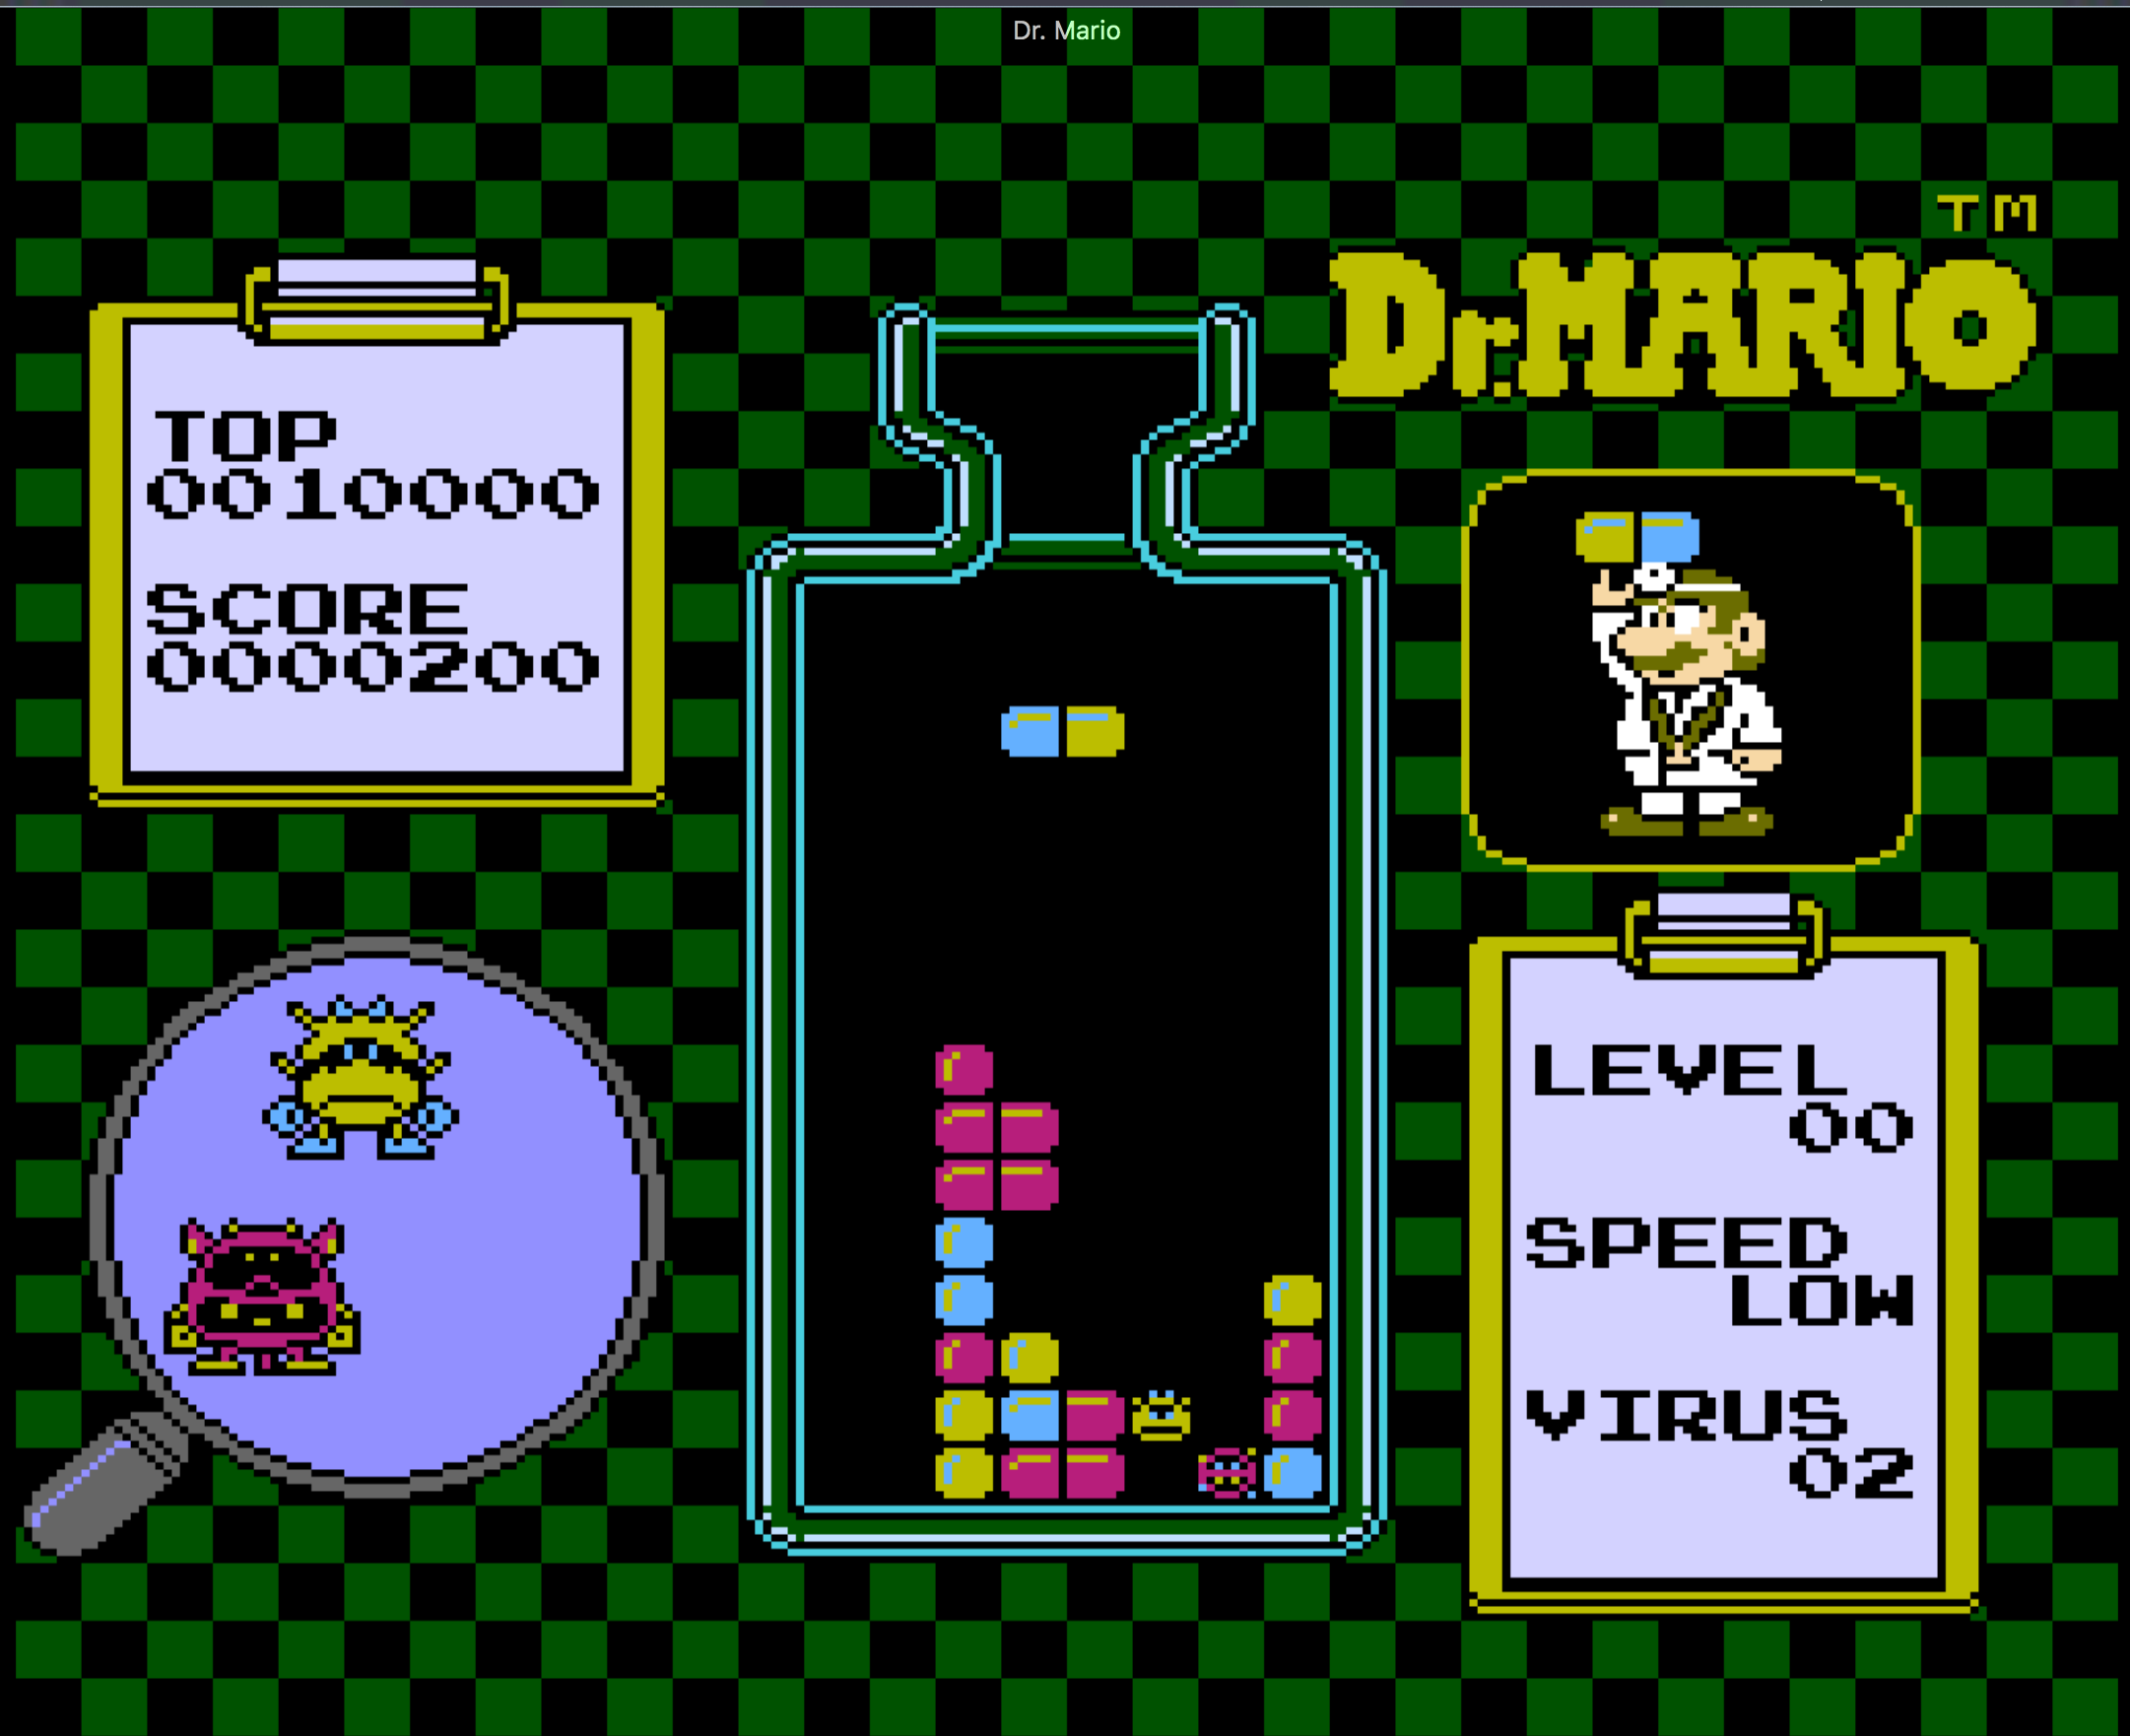 Dr. Mario
TM
Dr. MARIO
TOP
0010000
SCORE
0000200
LEVEL
00
SPEED
LOW
VIRUS
02